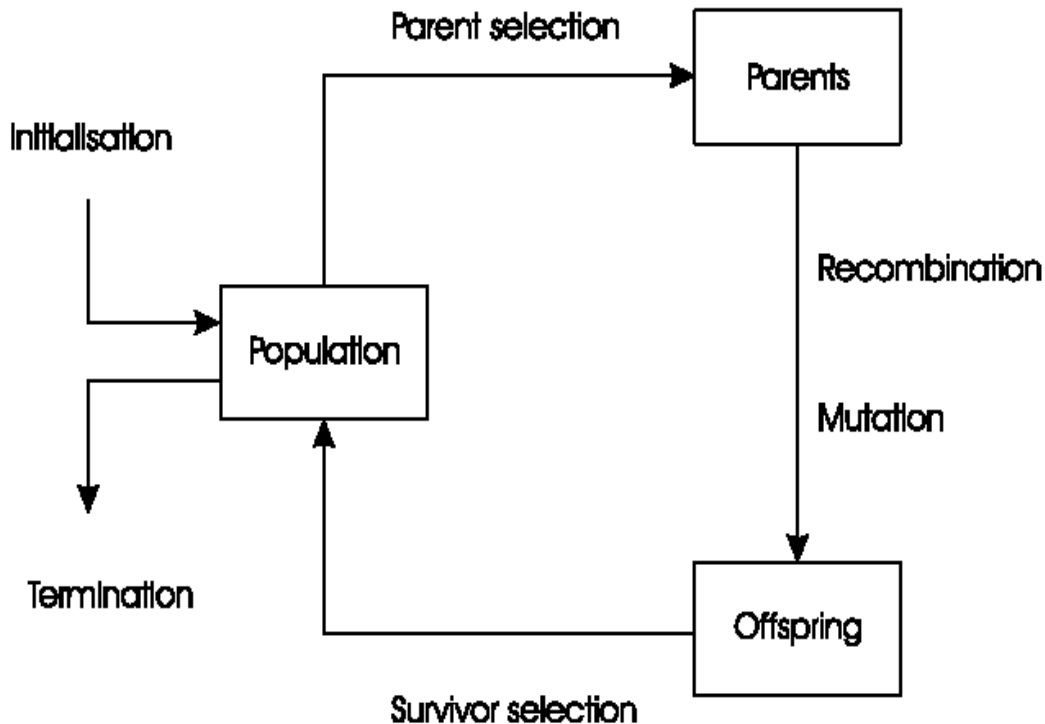 Parent selection
Parents
Initialisation
Recombination
Population
Mutation
Termination
Offspring
Survivor selection